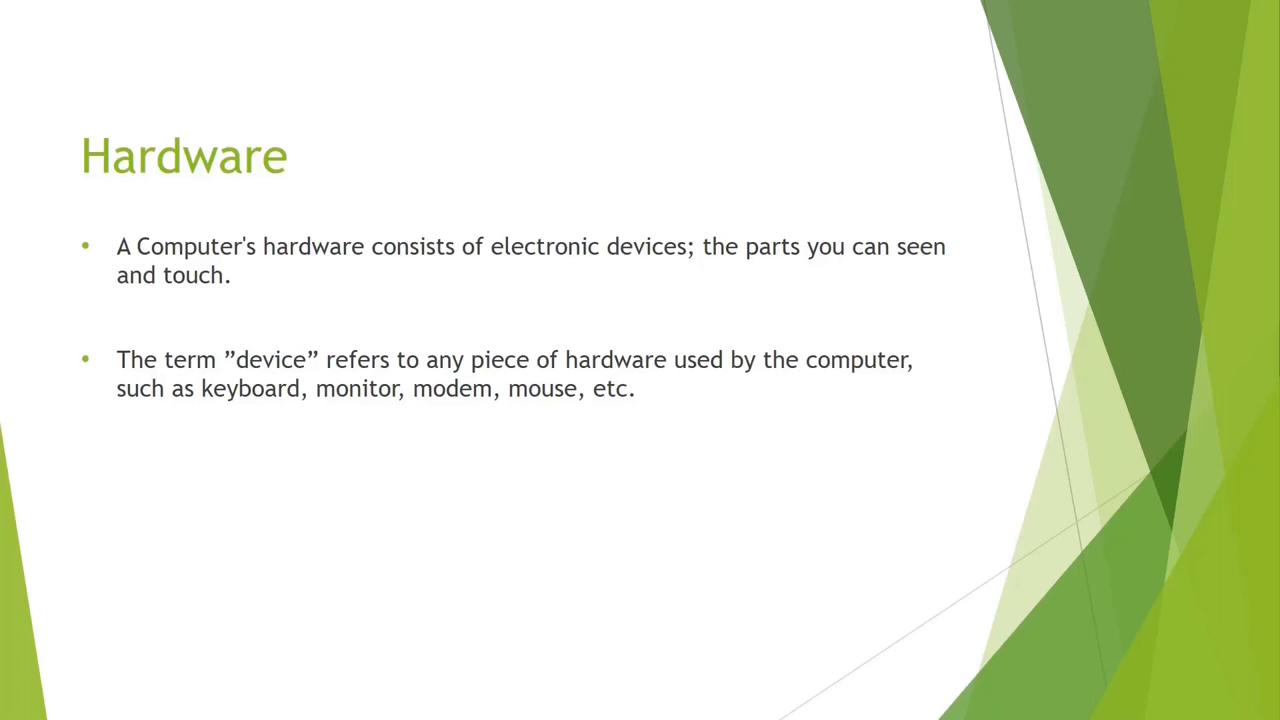 Hardware
• A Computer's hardware consists of electronic devices; the parts you can seen
and touch.
• The term ”device” refers to any piece of hardware used by the computer,
such as keyboard, monitor, modem, mouse, etc.